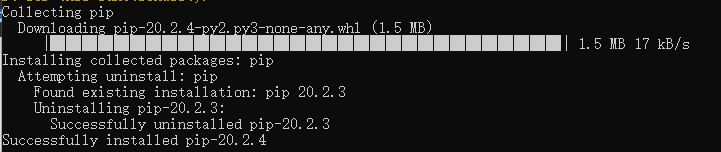 Collecting pip
Downloading pip-20.2.4-py2.py3-none-any.whl (1.5 MB)
1.5 MB 17 kB/s
Installing collected packages: pip
Attempting uninstall: pip
Found existing installation: pip 20.2.3
Uninstalling pip-20.2.3:
Successfully uninstalled pip-20.2.3
Successfully installed pip-20.2.4